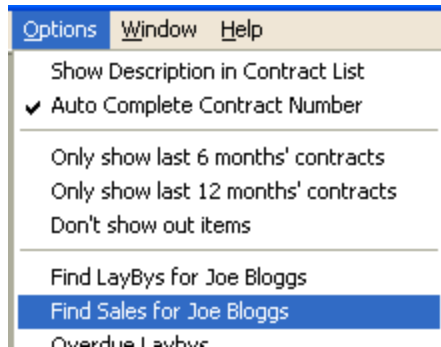 Options Window Help
Show Description in Contract List
✔ Auto Complete Contract Number
Only show last 6 months' contracts
Only show last 12 months' contracts
Don't show out items
Find LayBys for Joe Bloggs
Find Sales for Joe Bloggs
Overdue Laybys